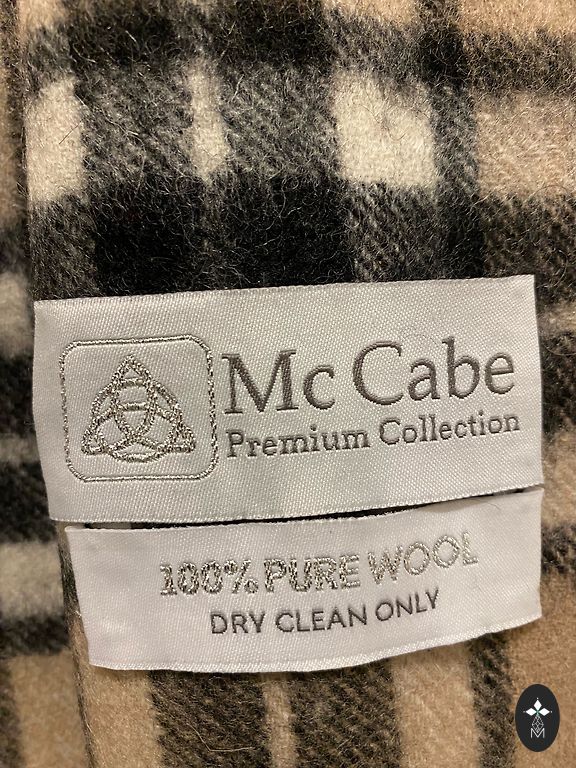 Mc Cabe
Premium Collection
100% PURE WOOL
DRY CLEAN ONLY